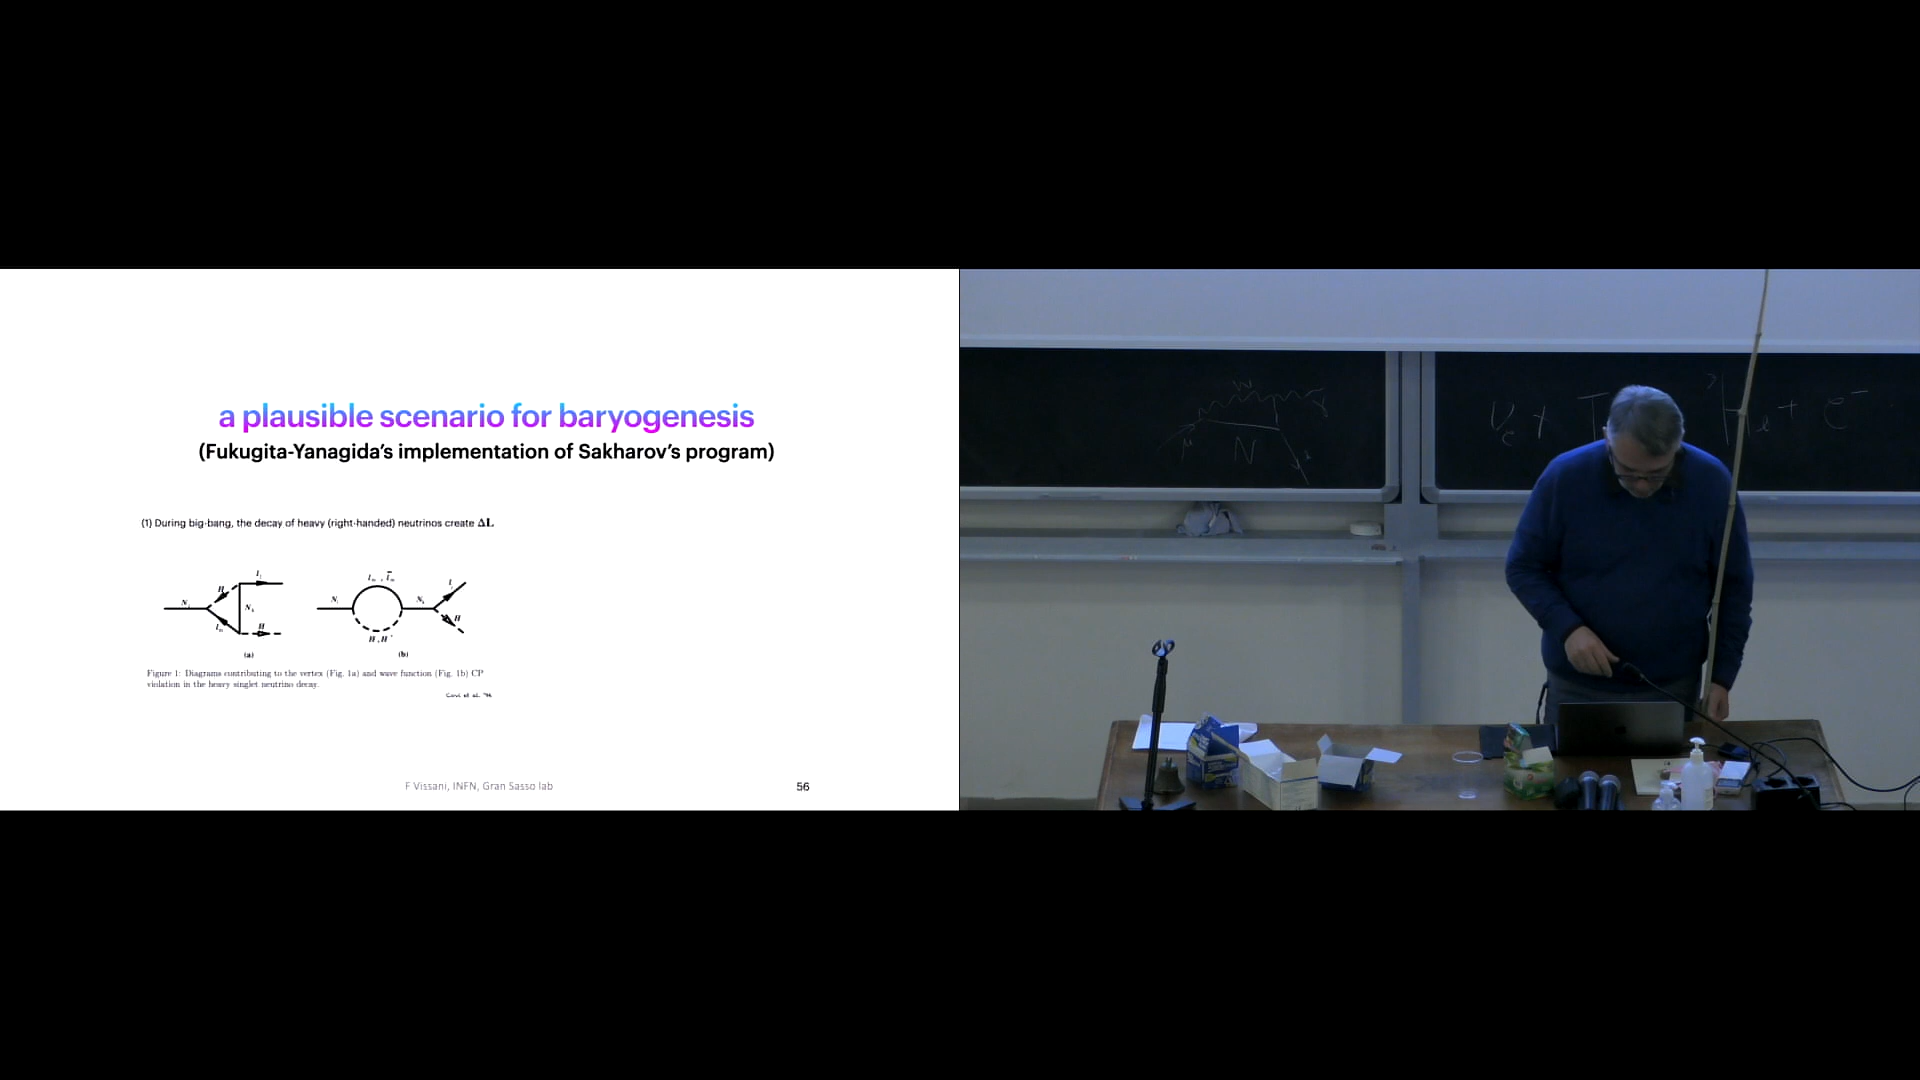 a plausible scenario for baryogenesis
(Fukugita-Yanagida’s implementation of Sakharov’s program)
(1) During big-bang, the decay of heavy (right-handed) neutrinos create ΔL
H
N
(a)
N
H
(b)
Figure 1: Diagrams contributing to the vertex (Fig. 1a) and wave function (Fig. 1b) CP
violation in the heavy singlet neutrino decay.
F Vissani, INFN, Gran Sasso lab
56
W
N
e⁻